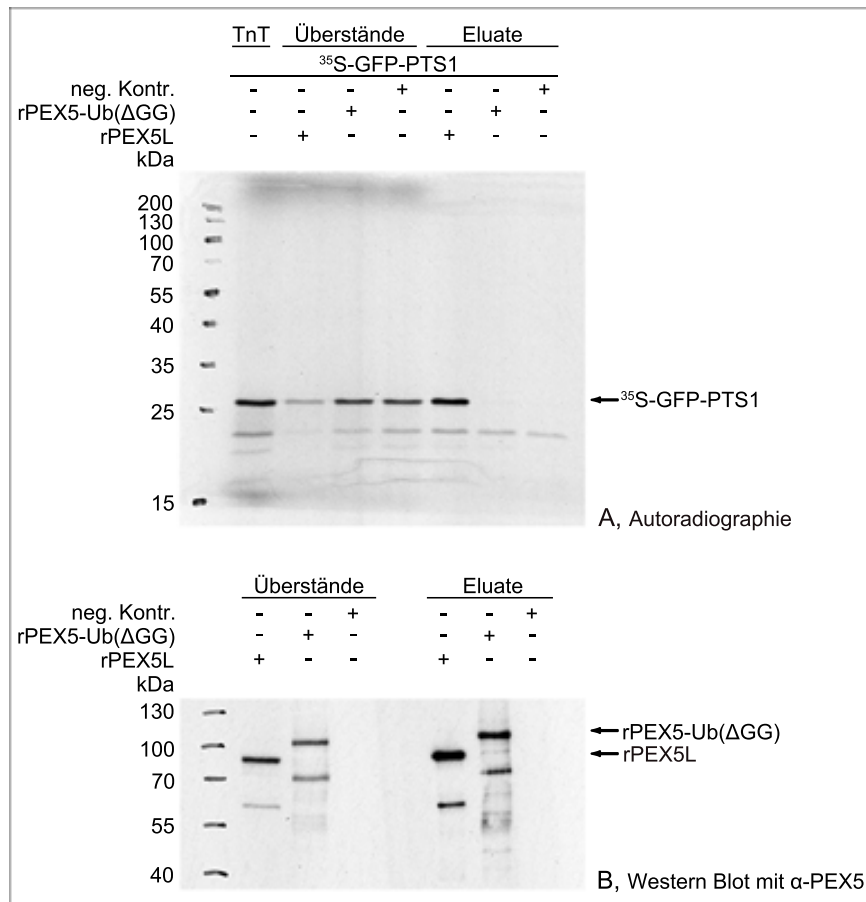 TnT Überstände Eluate
³⁵S-GFP-PTS1
neg. Kontr. - - - + - - +
rPEX5-Ub(ΔGG) - - + - - + -
rPEX5L - + - - + - -
kDa
200
130
100
70
55
40
35
25
15
³⁵S-GFP-PTS1
A, Autoradiographie
Überstände Eluate
neg. Kontr. - - + - - +
rPEX5-Ub(ΔGG) - + - - + -
rPEX5L + - - + - -
kDa
130
100
70
55
40
rPEX5-Ub(ΔGG)
rPEX5L
B, Western Blot mit α-PEX5